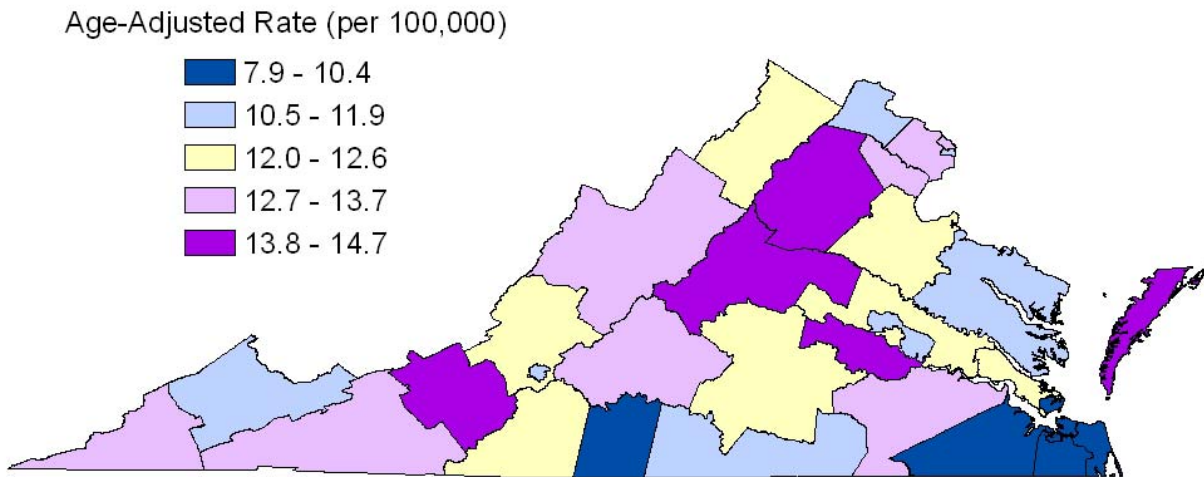 Age-Adjusted Rate (per 100,000)
7.9 - 10.4
10.5 - 11.9
12.0 - 12.6
12.7 - 13.7
13.8 - 14.7